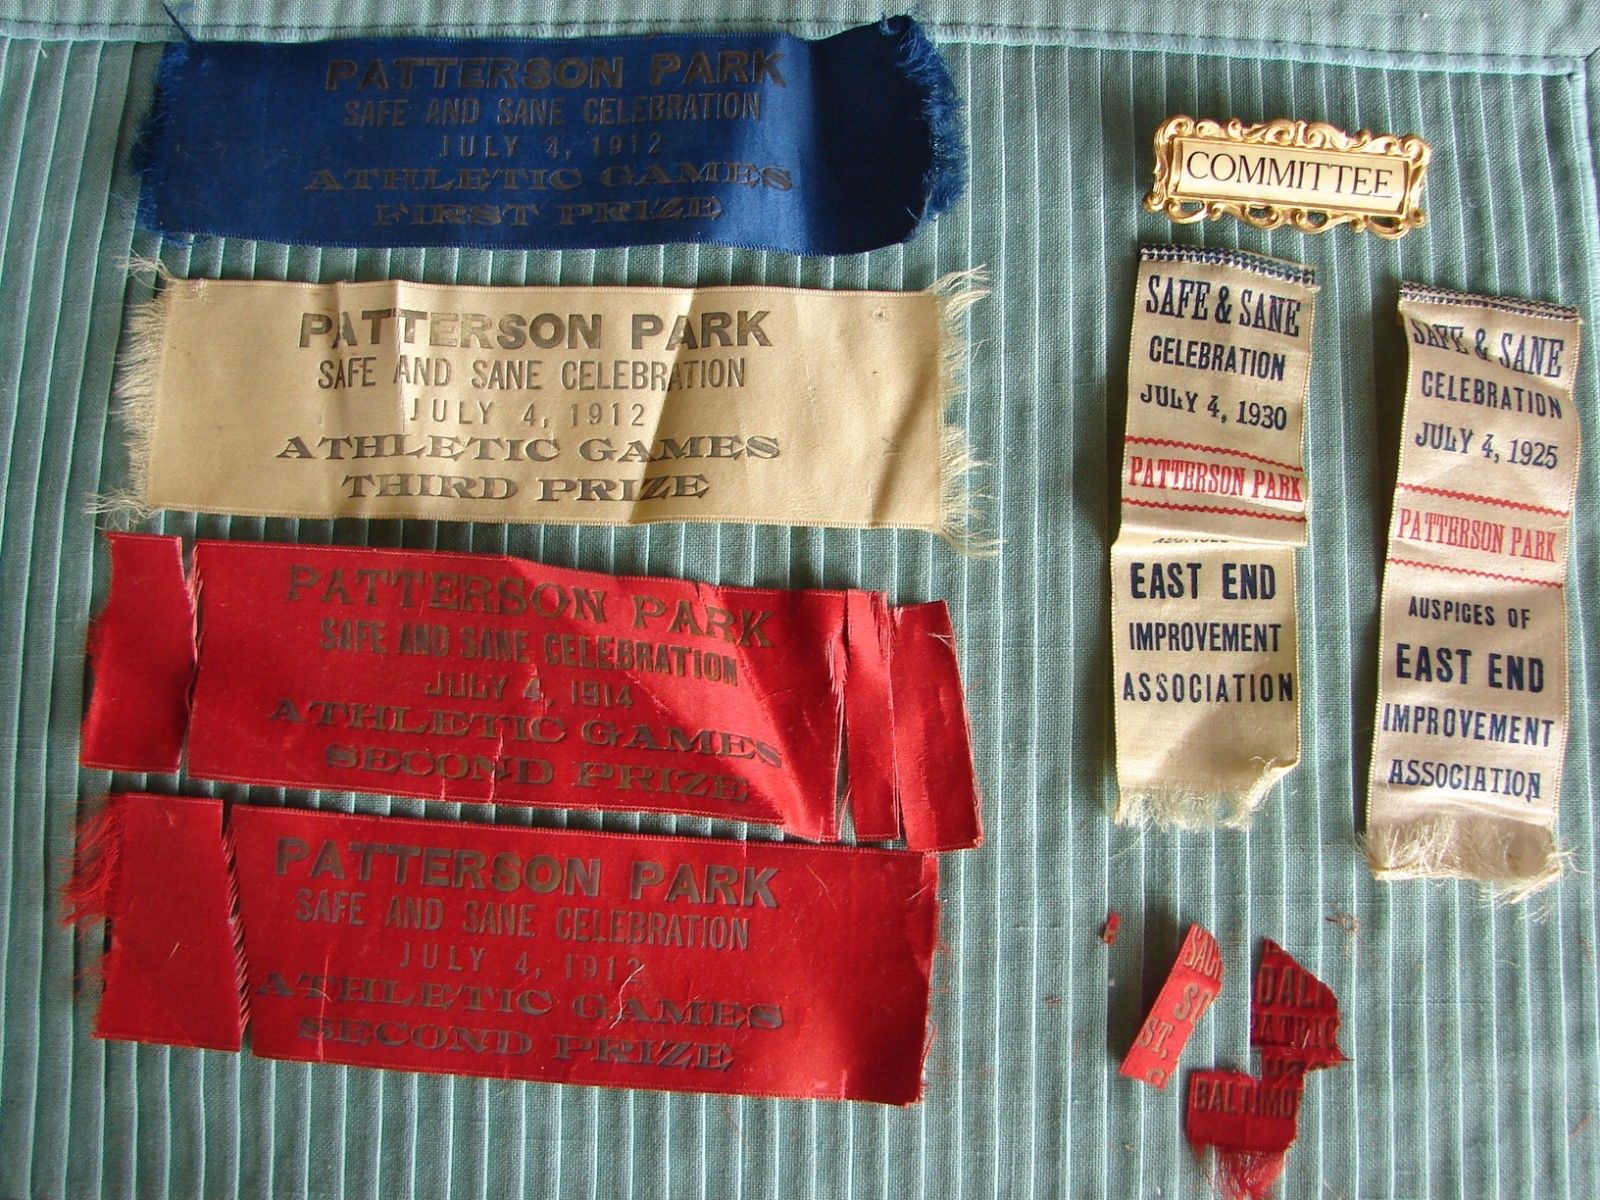 PATTERSON PARK
SAFE AND SANE CELEBRATION
JULY 4, 1912
ATHLETIC GAMES
FIRST PRIZE
PATTERSON PARK
SAFE AND SANE CELEBRATION
JULY 4, 1912
ATHLETIC GAMES
THIRD PRIZE
PATTERSON PARK
SAFE AND SANE CELEBRATION
JULY 4, 1914
ATHLETIC GAMES
SECOND PRIZE
PATTERSON PARK
SAFE AND SANE CELEBRATION
JULY 4, 1912
ATHLETIC GAMES
SECOND PRIZE
COMMITTEE
SAFE & SANE
CELEBRATION
JULY 4, 1930
PATTERSON PARK
EAST END
IMPROVEMENT
ASSOCIATION
SAFE & SANE
CELEBRATION
JULY 4, 1925
PATTERSON PARK
AUSPICES OF
EAST END
IMPROVEMENT
ASSOCIATION
ST,
DAL
PATRIC
BALTIMO